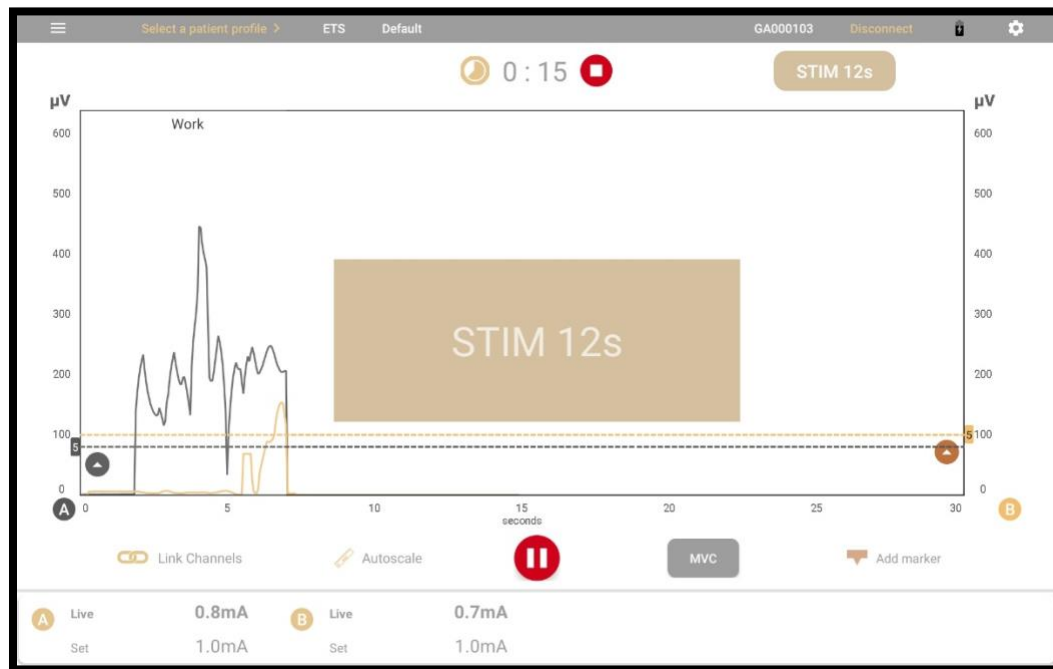 Select a patient profile > ETS Default GA000103 Disconnect
0 : 15 STIM 12s
µV µV
Work
600 600
500 500
400 400
300 300
STIM 12s
200 200
100 5 100
5
0 0
A 0 5 10 15 20 25 30 B
seconds
Link Channels Autoscale MVC Add marker
A Live 0.8mA B Live 0.7mA
Set 1.0mA Set 1.0mA